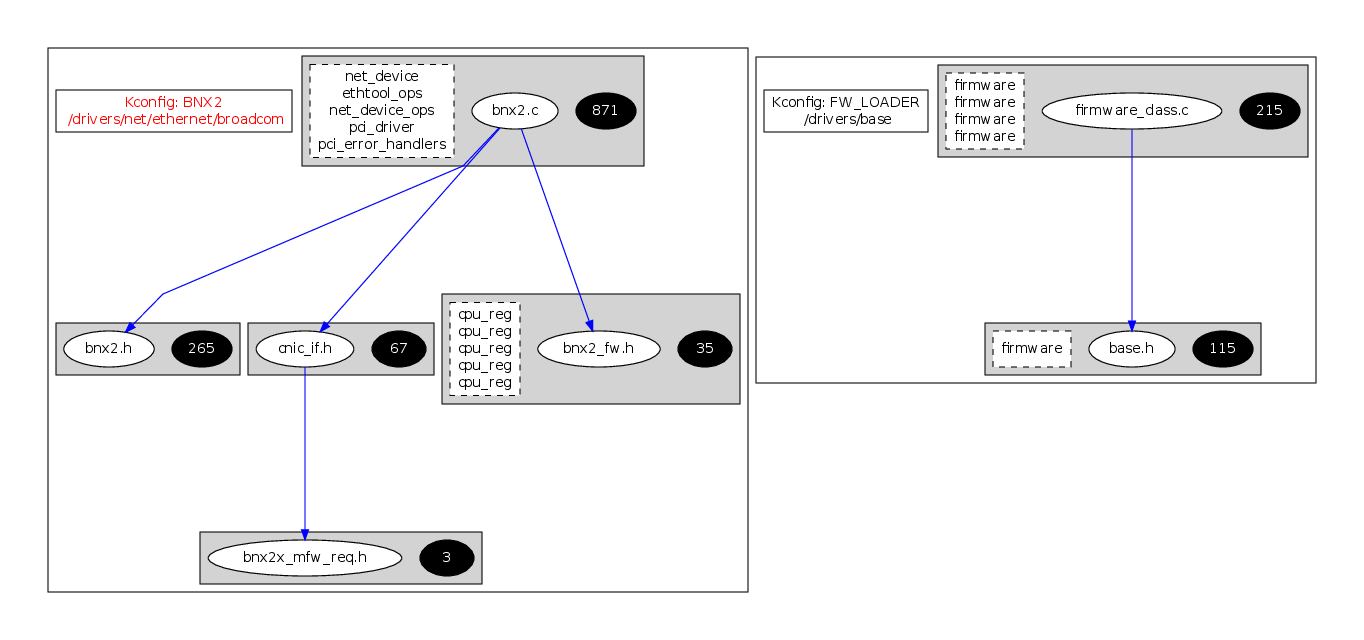 Kconfig: BNX2
/drivers/net/ethernet/broadcom
net_device
ethtool_ops
net_device_ops
pci_driver
pci_error_handlers
bnx2.c
871
bnx2.h
265
cnic_if.h
67
cpu_reg
cpu_reg
cpu_reg
cpu_reg
cpu_reg
bnx2_fw.h
35
bnx2x_mfw_req.h
3
Kconfig: FW_LOADER
/drivers/base
firmware
firmware
firmware
firmware
firmware_class.c
215
firmware
base.h
115